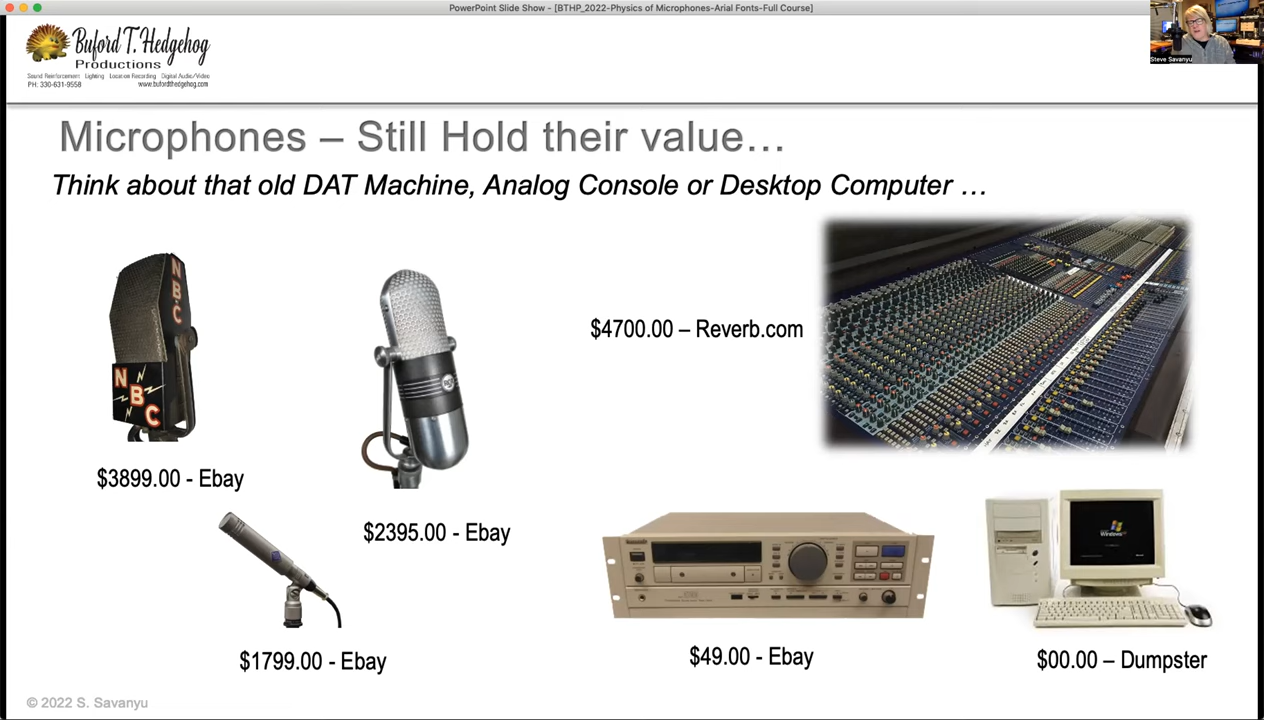 PowerPoint Slide Show - [BTHP_2022-Physics of Microphones-Arial Fonts-Full Course]
Buford T. Hedgehog
Productions
Sound Reinforcement Lighting Location Recording Digital Audio/Video
PH: 330-631-9558 www.bufordthedgehog.com
Steve Savanyu
Microphones – Still Hold their value…
Think about that old DAT Machine, Analog Console or Desktop Computer …
NBC
NBC
$3899.00 - Ebay
$2395.00 - Ebay
$4700.00 – Reverb.com
$1799.00 - Ebay
$49.00 - Ebay
Windows
$00.00 – Dumpster
© 2022 S. Savanyu